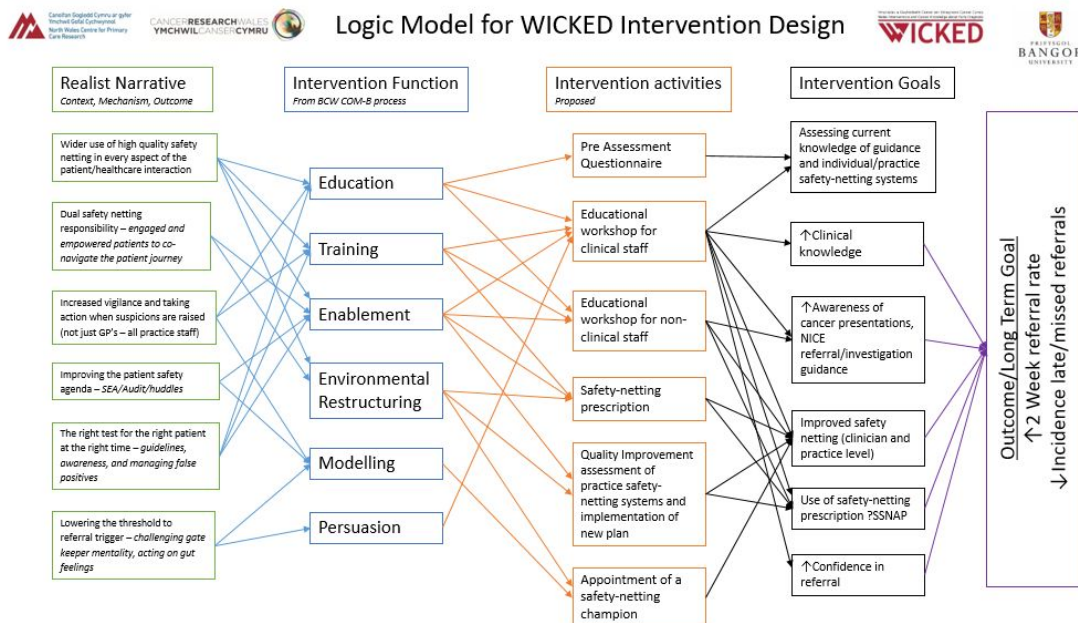 Canolfan Gogledd Cymru ar gyfer
Ymchwil Gofal Cychwynnol
North Wales Centre for Primary
Care Research
CANCERRESEARCHWALES
YMCHWILCANSERCYMRU
Logic Model for WICKED Intervention Design
WICKED
PRIFYSGOL
BANGOR
UNIVERSITY
Realist Narrative
Context, Mechanism, Outcome
Intervention Function
From BCW COM-B process
Intervention activities
Proposed
Intervention Goals
Wider use of high quality safety
netting in every aspect of the
patient/healthcare interaction
Dual safety netting
responsibility – engaged and
empowered patients to co-
navigate the patient journey
Increased vigilance and taking
action when suspicions are raised
(not just GP's – all practice staff)
Improving the patient safety
agenda – SEA/Audit/huddles
The right test for the right patient
at the right time – guidelines,
awareness, and managing false
positives
Lowering the threshold to
referral trigger – challenging gate
keeper mentality, acting on gut
feelings
Education
Training
Enablement
Environmental
Restructuring
Modelling
Persuasion
Pre Assessment
Questionnaire
Educational
workshop for
clinical staff
Educational
workshop for non-
clinical staff
Safety-netting
prescription
Quality Improvement
assessment of
practice safety-
netting systems and
implementation of
new plan
Appointment of a
safety-netting
champion
Assessing current
knowledge of guidance
and individual/practice
safety-netting systems
↑Clinical
knowledge
↑Awareness of
cancer presentations,
NICE
referral/investigation
guidance
Improved safety
netting (clinician and
practice level)
Use of safety-netting
prescription ?SSNAP
↑Confidence in
referral
Outcome/Long Term Goal
↑2 Week referral rate
↓Incidence late/missed referrals